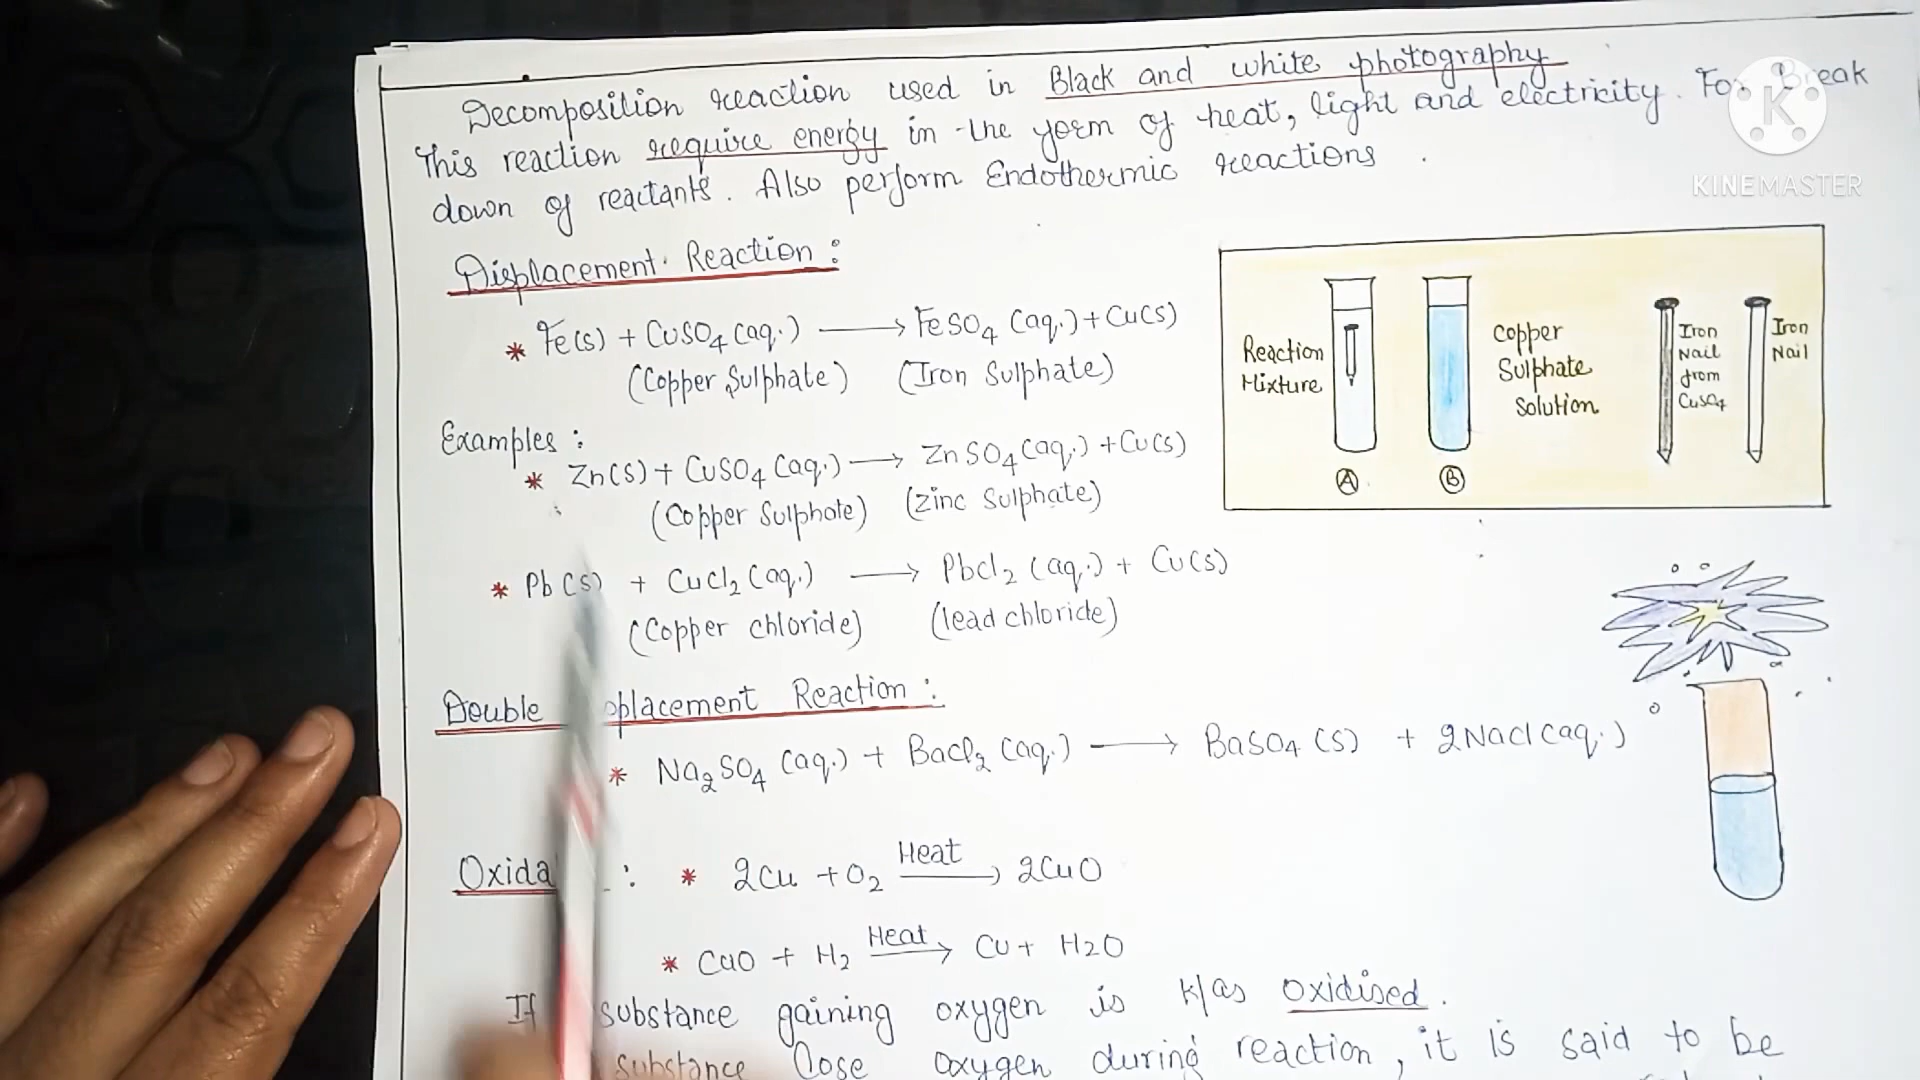 Decomposition reaction used in Black and white photography
This reaction require energy in the form of heat, light and electricity. For Break
down of reactants. Also perform Endothermic reactions.
Displacement Reaction:
* Fe(s) + CuSO4 (aq.) → FeSO4 (aq.) + Cu(s)
(Copper Sulphate) (Iron Sulphate)
Examples:
* Zn(s) + CuSO4 (aq.) → ZnSO4 (aq.) + Cu(s)
(Copper Sulphate) (Zinc Sulphate)
* Pb(s) + CuCl2 (aq.) → PbCl2 (aq.) + Cu(s)
(Copper chloride) (lead chloride)
Double placement Reaction:
* Na2SO4 (aq.) + BaCl2 (aq.) → BaSO4 (s) + 2NaCl (aq.)
Oxida : * 2Cu + O2 Heat → 2CuO
* CuO + H2 Heat → Cu + H2O
If substance gaining oxygen is k/as Oxidised.
substance lose oxygen during reaction, it is said to be
Reaction
Mixture
A
B
Copper
Sulphate
Solution
Iron
Nail
from
CuSO4
Iron
Nail
K
KINEMASTER